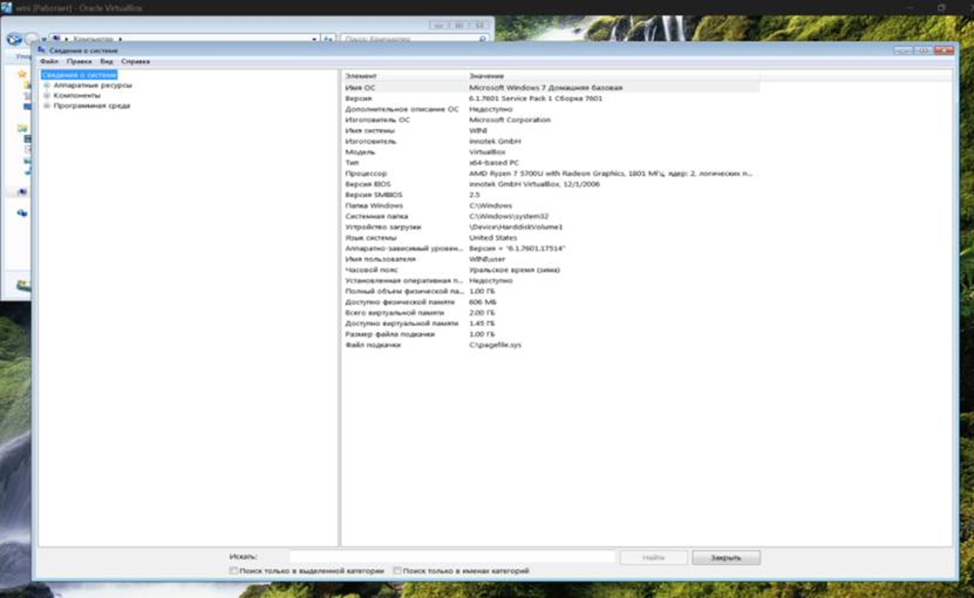 win [Работает] - Oracle VirtualBox
Компьютер
Поиск: Компьютер
Сведения о системе
Файл Правка Вид Справка
Сведения о системе
Аппаратные ресурсы
Компоненты
Программная среда
Элемент Значение
Имя ОС Microsoft Windows 7 Домашняя базовая
Версия 6.1.7601 Service Pack 1 Сборка 7601
Дополнительное описание ОС Недоступно
Изготовитель ОС Microsoft Corporation
Имя системы
Изготовитель innotek GmbH
Модель VirtualBox
Тип x64-based PC
Процессор AMD Ryzen 7 5700U with Radeon Graphics, 1801 МГц, ядер: 2, логических п...
Версия BIOS innotek GmbH VirtualBox, 12/1/2006
Версия SMBIOS 2.5
Папка Windows C:\Windows
Системная папка C:\Windows\system32
Устройство загрузки \Device\HarddiskVolume1
Язык системы United States
Аппаратно-зависимый уровен... Версия = "6.1.7601.17514"
Имя пользователя
Часовой пояс Уральское время (зима)
Установленная оперативная п... Недоступно
Полный объем физической па... 1.00 ГБ
Доступно физической памяти 606 МБ
Всего виртуальной памяти 2.00 ГБ
Доступно виртуальной памяти 1.45 ГБ
Размер файла подкачки 1.00 ГБ
Файл подкачки C:\pagefile.sys
Искать:
Найти
Закрыть
Поиск только в выделенной категории Поиск только в именах категорий